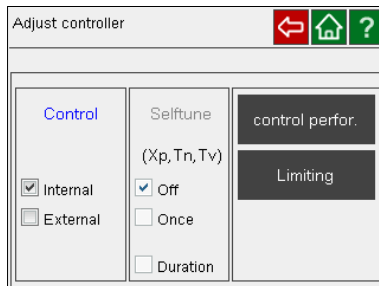 Adjust controller
?
Control
Internal
External
Selftune
(Xp,Tn,Tv)
Off
Once
Duration
control perfor.
Limiting